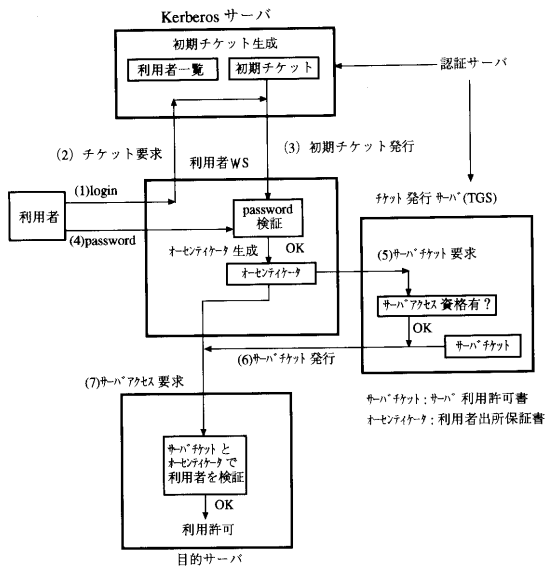 Kerberos サーバ
初期チケット生成
利用者一覧
初期チケット
認証サーバ
(2) チケット要求
(3) 初期チケット発行
利用者WS
利用者
(1)login
(4)password
password
検証
OK
オーセンティケータ 生成
オーセンティケータ
チケット 発行 サーバ(TGS)
(5)サーバチケット 要求
サーバアクセス 資格有?
OK
サーバチケット
(6)サーバチケット 発行
(7)サーバアクセス 要求
サーバチケット : サーバ 利用許可書
オーセンティケータ : 利用者出所保証書
サーバチケット と
オーセンティケータ で
利用者を検証
OK
利用許可
目的サーバ